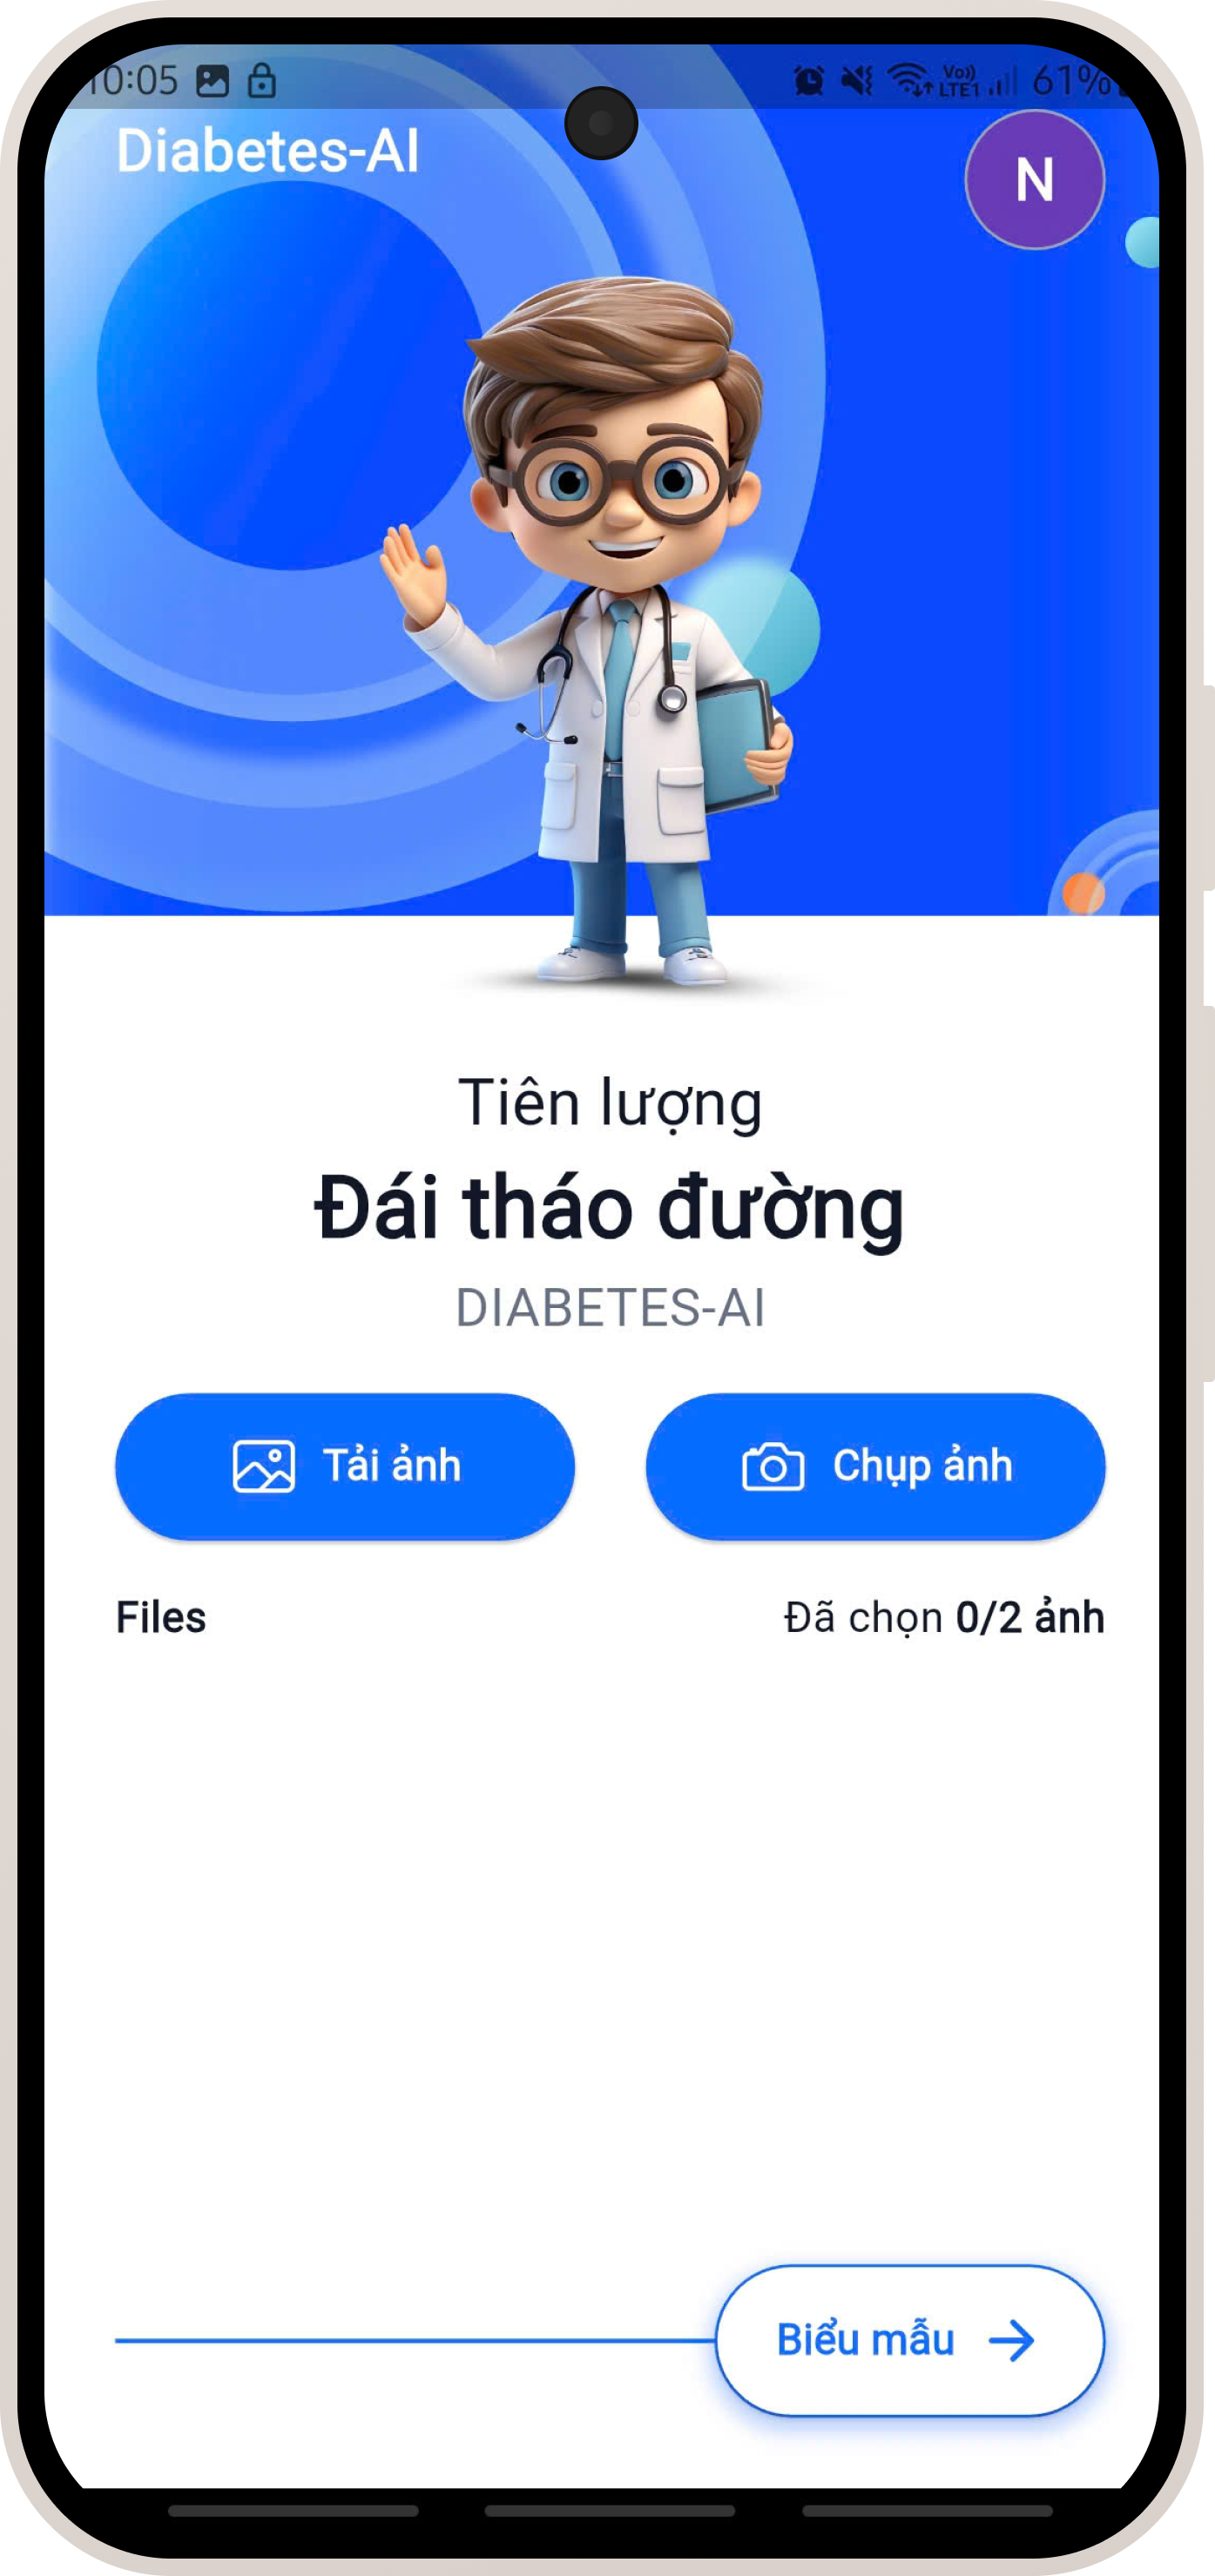 10:05 Vo)) LTE1 61%
Diabetes-AI
N
Tiên lượng
Đái tháo đường
DIABETES-AI
Tải ảnh Chụp ảnh
Files Đã chọn 0/2 ảnh
Biểu mẫu